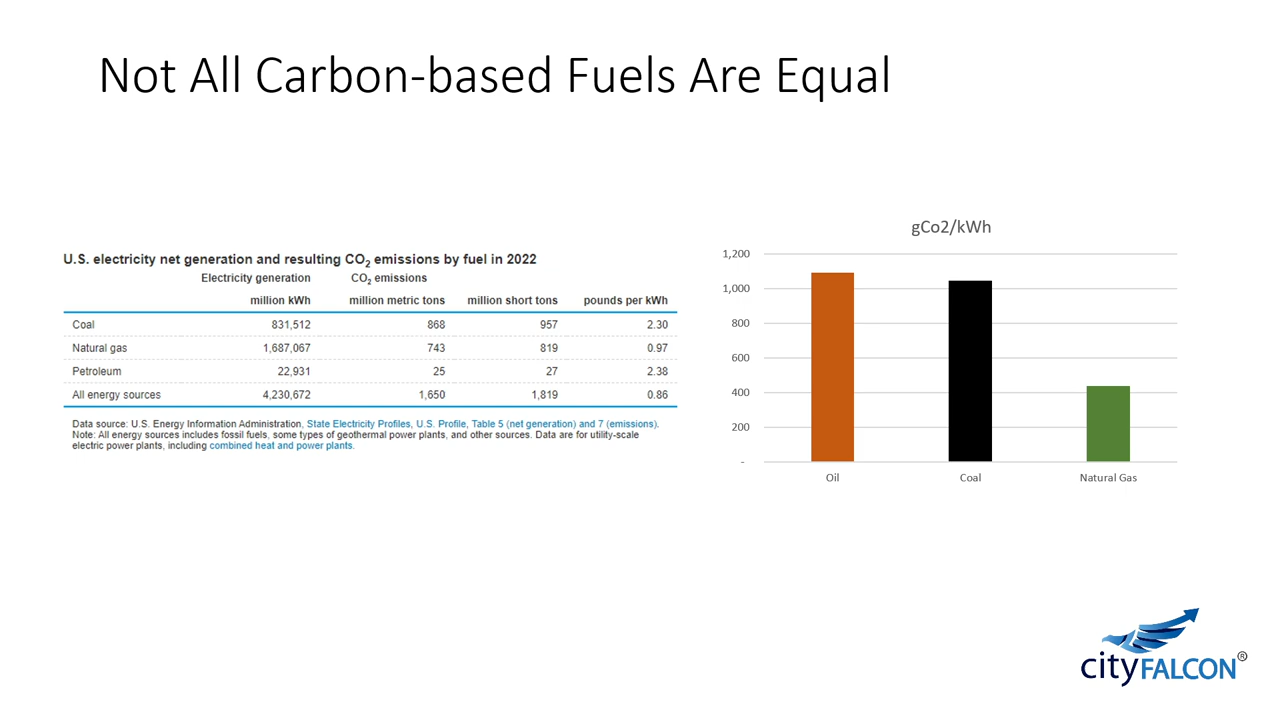 Not All Carbon-based Fuels Are Equal
U.S. electricity net generation and resulting CO2 emissions by fuel in 2022
Electricity generation CO2 emissions
million kWh million metric tons million short tons pounds per kWh
Coal 831,512 868 957 2.30
Natural gas 1,687,067 743 819 0.97
Petroleum 22,931 25 27 2.38
All energy sources 4,230,672 1,650 1,819 0.86
Data source: U.S. Energy Information Administration, State Electricity Profiles, U.S. Profile, Table 5 (net generation) and 7 (emissions).
Note: All energy sources includes fossil fuels, some types of geothermal power plants, and other sources. Data are for utility-scale
electric power plants, including combined heat and power plants.
gCo2/kWh
1,200
1,000
800
600
400
200
-
Oil Coal Natural Gas
cityFALCON®